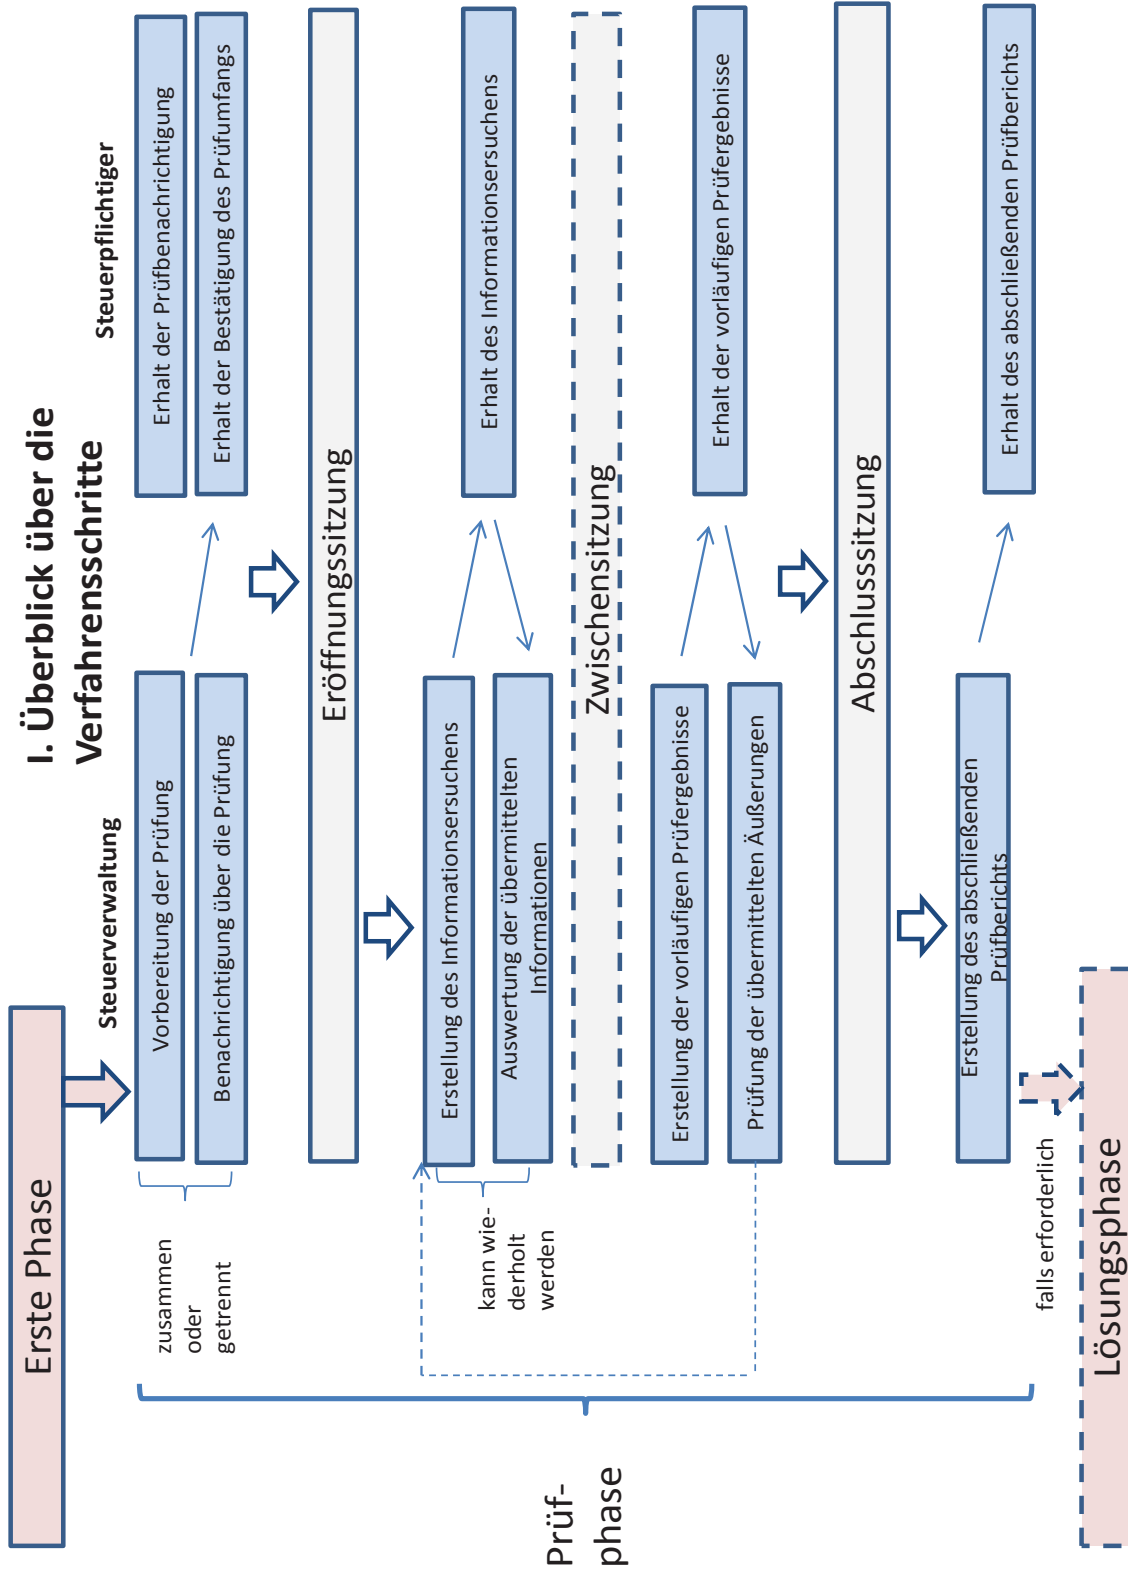 I. Überblick über die
Verfahrensschritte
Erste Phase
Steuerverwaltung
Steuerpflichtiger
zusammen
oder
getrennt
Vorbereitung der Prüfung
Erhalt der Prüfbenachrichtigung
Benachrichtigung über die Prüfung
Erhalt der Bestätigung des Prüfumfangs
Eröffnungssitzung
Prüf-
phase
kann wie-
derholt
werden
Erstellung des Informationsersuchens
Erhalt des Informationsersuchens
Auswertung der übermittelten
Informationen
Zwischensitzung
Erstellung der vorläufigen Prüfergebnisse
Erhalt der vorläufigen Prüfergebnisse
Prüfung der übermittelten Äußerungen
Abschlusssitzung
Erstellung des abschließenden
Prüfberichts
Erhalt des abschließenden Prüfberichts
falls erforderlich
Lösungsphase